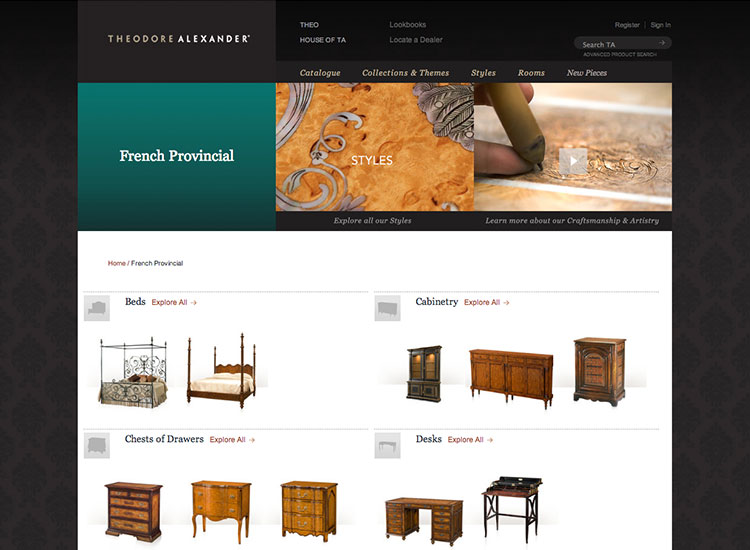 THEODORE ALEXANDER®
THEO
Lookbooks
HOUSE OF TA
Locate a Dealer
Register | Sign In
Search TA →
ADVANCED PRODUCT SEARCH
Catalogue Collections & Themes Styles Rooms New Pieces
French Provincial
STYLES
Explore all our Styles
Learn more about our Craftsmanship & Artistry
Home / French Provincial
Beds Explore All →
Cabinetry Explore All →
Chests of Drawers Explore All →
Desks Explore All →